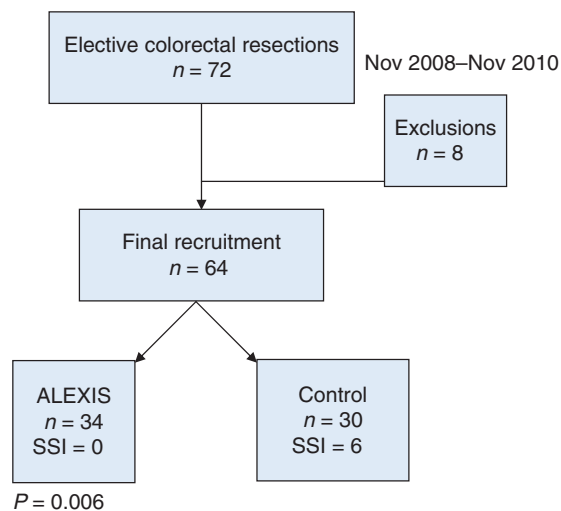 Elective colorectal resections
n = 72
Nov 2008–Nov 2010
Exclusions
n = 8
Final recruitment
n = 64
ALEXIS
n = 34
SSI = 0
Control
n = 30
SSI = 6
P = 0.006